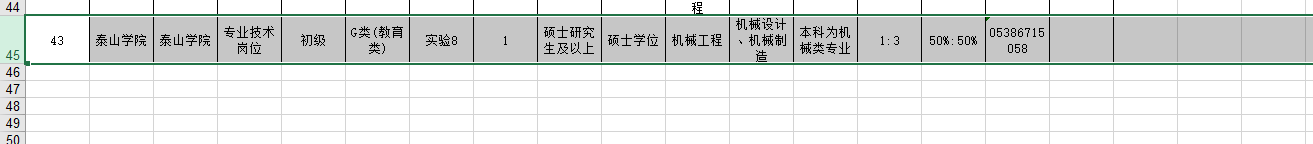 44
程
45
43
泰山学院
泰山学院
专业技术
岗位
初级
G类(教育
类)
实验8
1
硕士研究
生及以上
硕士学位
机械工程
机械设计
、机械制
造
本科为机
械类专业
1:3
50%:50%
05386715
058
46
47
48
49
50